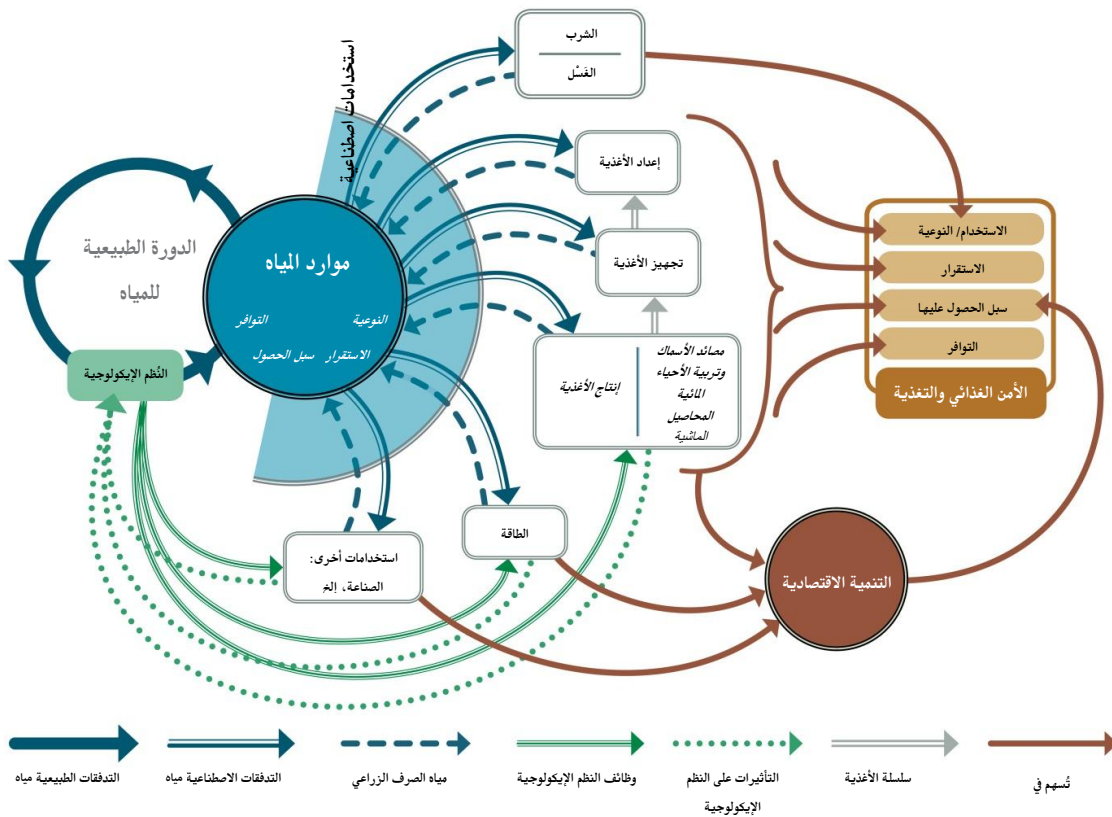 الشرب
الغَسْل
استخدامات اصطناعية
إعداد الأغذية
تجهيز الأغذية
الدورة الطبيعية
للمياه
موارد المياه
النوعية
التوافر
الاستقرار
سبل الحصول
النُظم الإيكولوجية
مصائد الأسماك
وتربية الأحياء
المائية
المحاصيل
الماشية
إنتاج الأغذية
الاستخدام/ النوعية
الاستقرار
سبل الحصول عليها
التوافر
الأمن الغذائي والتغذية
الطاقة
استخدامات أخرى:
الصناعة، إلخ
التنمية الاقتصادية
تُسهم في
سلسلة الأغذية
التأثيرات على النظم
الإيكولوجية
وظائف النظم الإيكولوجية
مياه الصرف الزراعي
التدفقات الاصطناعية مياه
التدفقات الطبيعية مياه